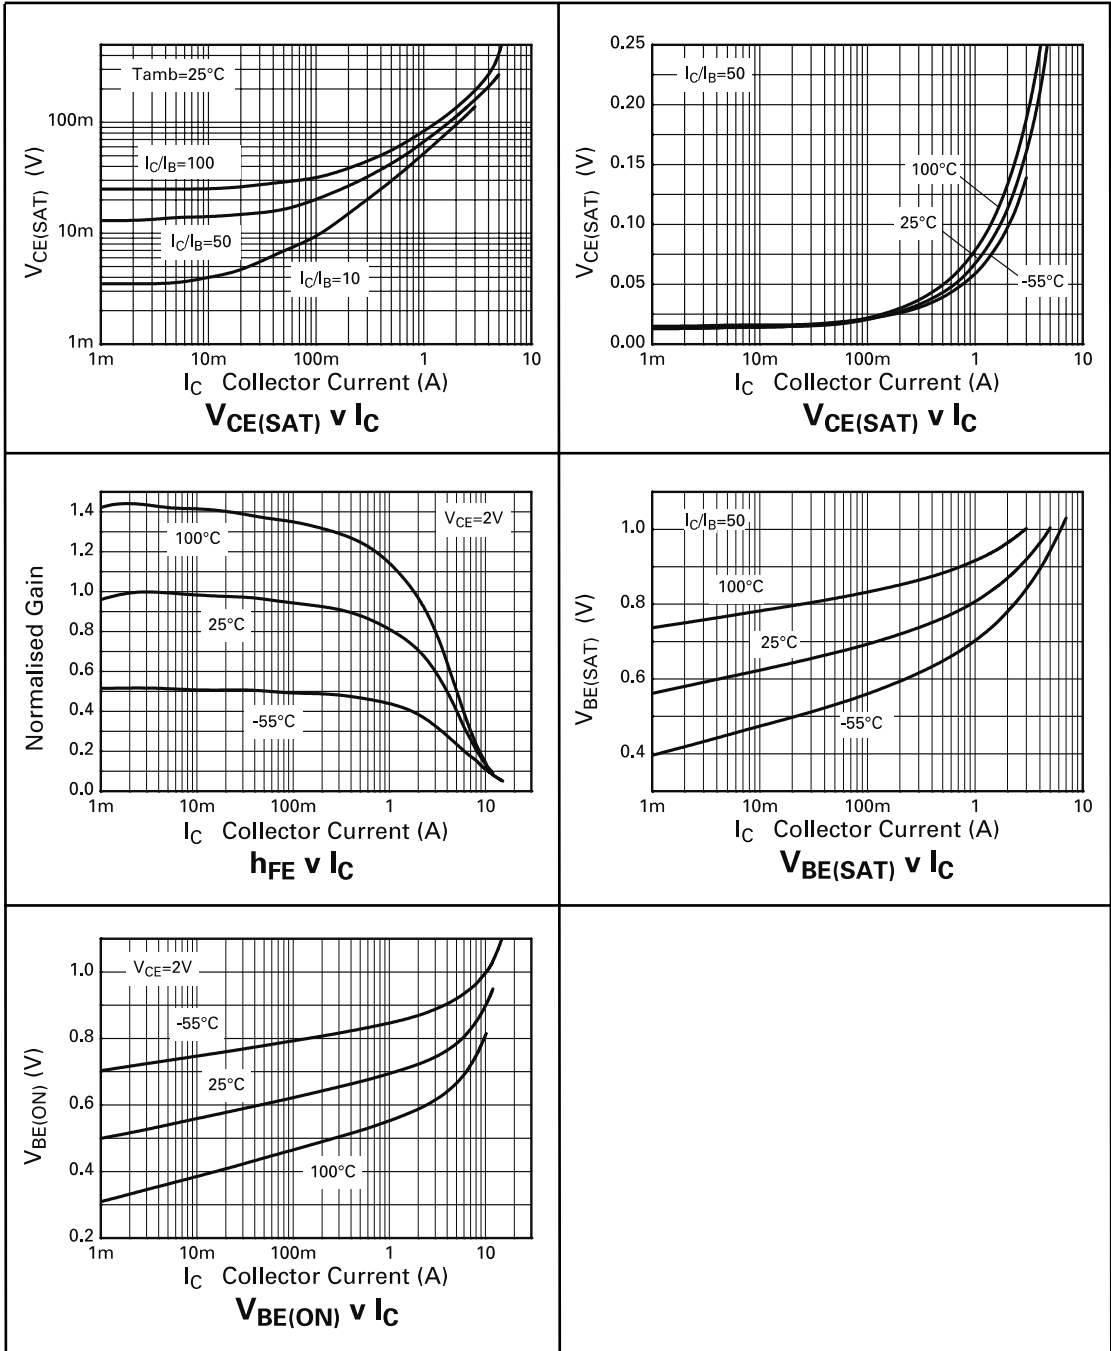 Tamb=25°C
IC/IB=100
IC/IB=50
IC/IB=10
100m
10m
1m
VCE(SAT) (V)
1m 10m 100m 1 10
IC Collector Current (A)
VCE(SAT) v IC
IC/IB=50
100°C
25°C
-55°C
0.25
0.20
0.15
0.10
0.05
0.00
VCE(SAT) (V)
1m 10m 100m 1 10
IC Collector Current (A)
VCE(SAT) v IC
VCE=2V
100°C
25°C
-55°C
1.4
1.2
1.0
0.8
0.6
0.4
0.2
0.0
Normalised Gain
1m 10m 100m 1 10
IC Collector Current (A)
hFE v IC
IC/IB=50
100°C
25°C
-55°C
1.0
0.8
0.6
0.4
VBE(SAT) (V)
1m 10m 100m 1 10
IC Collector Current (A)
VBE(SAT) v IC
VCE=2V
-55°C
25°C
100°C
1.0
0.8
0.6
0.4
0.2
VBE(ON) (V)
1m 10m 100m 1 10
IC Collector Current (A)
VBE(ON) v IC